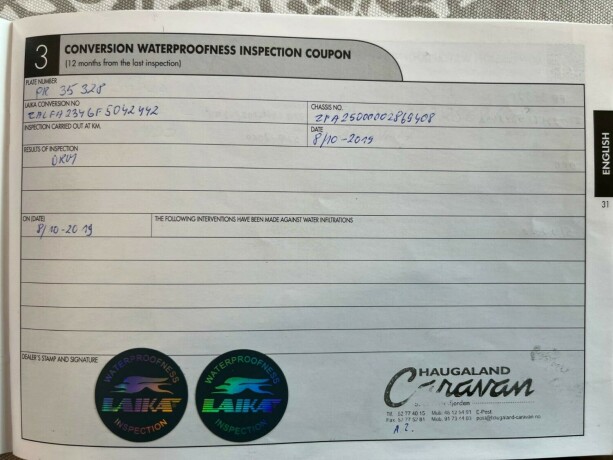 3 CONVERSION WATERPROOFNESS INSPECTION COUPON
(12 months from the last inspection)
PLATE NUMBER
PR 35 328
LAIKA CONVERSION NO
CHASSIS NO.
ZFA25000002869408
INSPECTION CARRIED OUT AT KM.
DATE
8/10-2019
RESULTS OF INSPECTION
ENGLISH
31
ON (DATE)
8/10-2019
THE FOLLOWING INTERVENTIONS HAVE BEEN MADE AGAINST WATER INFILTRATIONS
DEALER'S STAMP AND SIGNATURE
WATERPROOFNESS
LAIKA
INSPECTION
WATERPROOFNESS
LAIKA
INSPECTION
HAUGALAND
Caravan